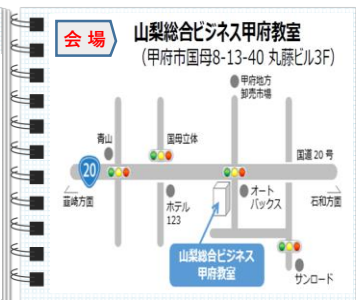 会 場
山梨総合ビジネス甲府教室
(甲府市国母8-13-40 丸藤ビル3F)
甲府地方
卸売市場
青山
国母立体
国道20号
20
韮崎方面
ホテル
123
オート
バックス
石和方面
山梨総合ビジネス
甲府教室
サンロード